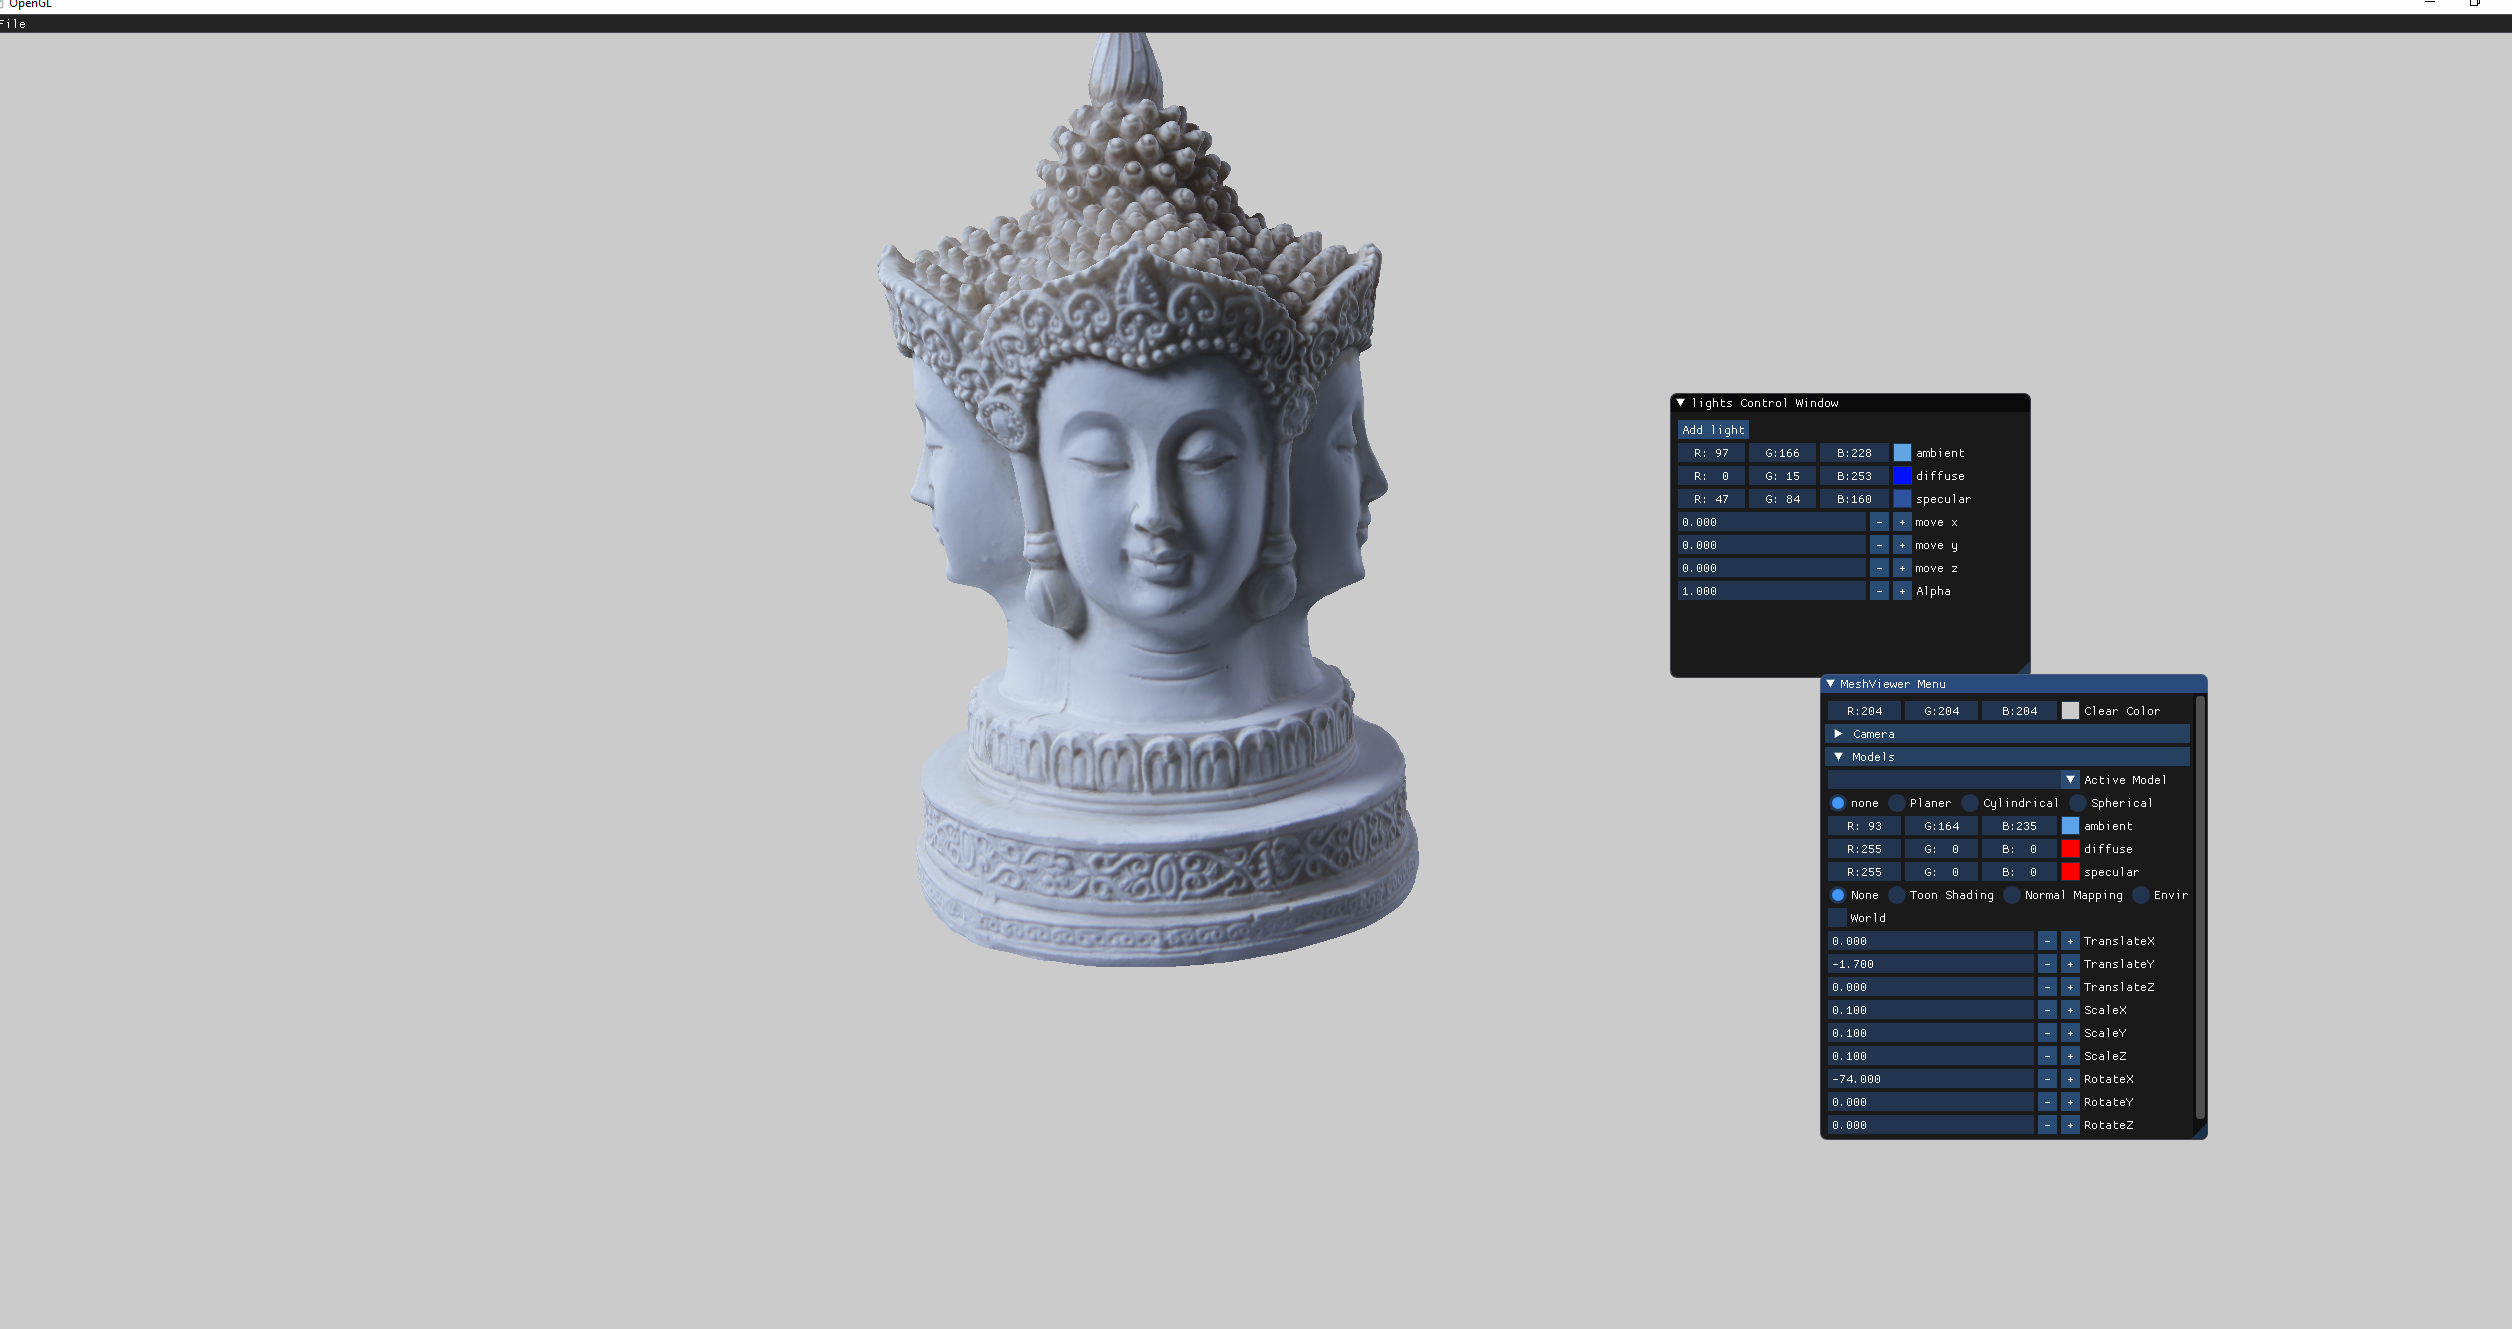 OpenGL
File
lights Control Window
Add light
R: 97 G:166 B:228 ambient
R: 0 G: 15 B:253 diffuse
R: 47 G: 84 B:160 specular
0.000 - + move x
0.000 - + move y
0.000 - + move z
1.000 - + Alpha
MeshViewer Menu
R:204 G:204 B:204 Clear Color
Camera
Models
Active Model
none Planer Cylindrical Spherical
R: 93 G:164 B:235 ambient
R:255 G: 0 B: 0 diffuse
R:255 G: 0 B: 0 specular
None Toon Shading Normal Mapping Envir
World
0.000 - + TranslateX
-1.700 - + TranslateY
0.000 - + TranslateZ
0.100 - + ScaleX
0.100 - + ScaleY
0.100 - + ScaleZ
-74.000 - + RotateX
0.000 - + RotateY
0.000 - + RotateZ